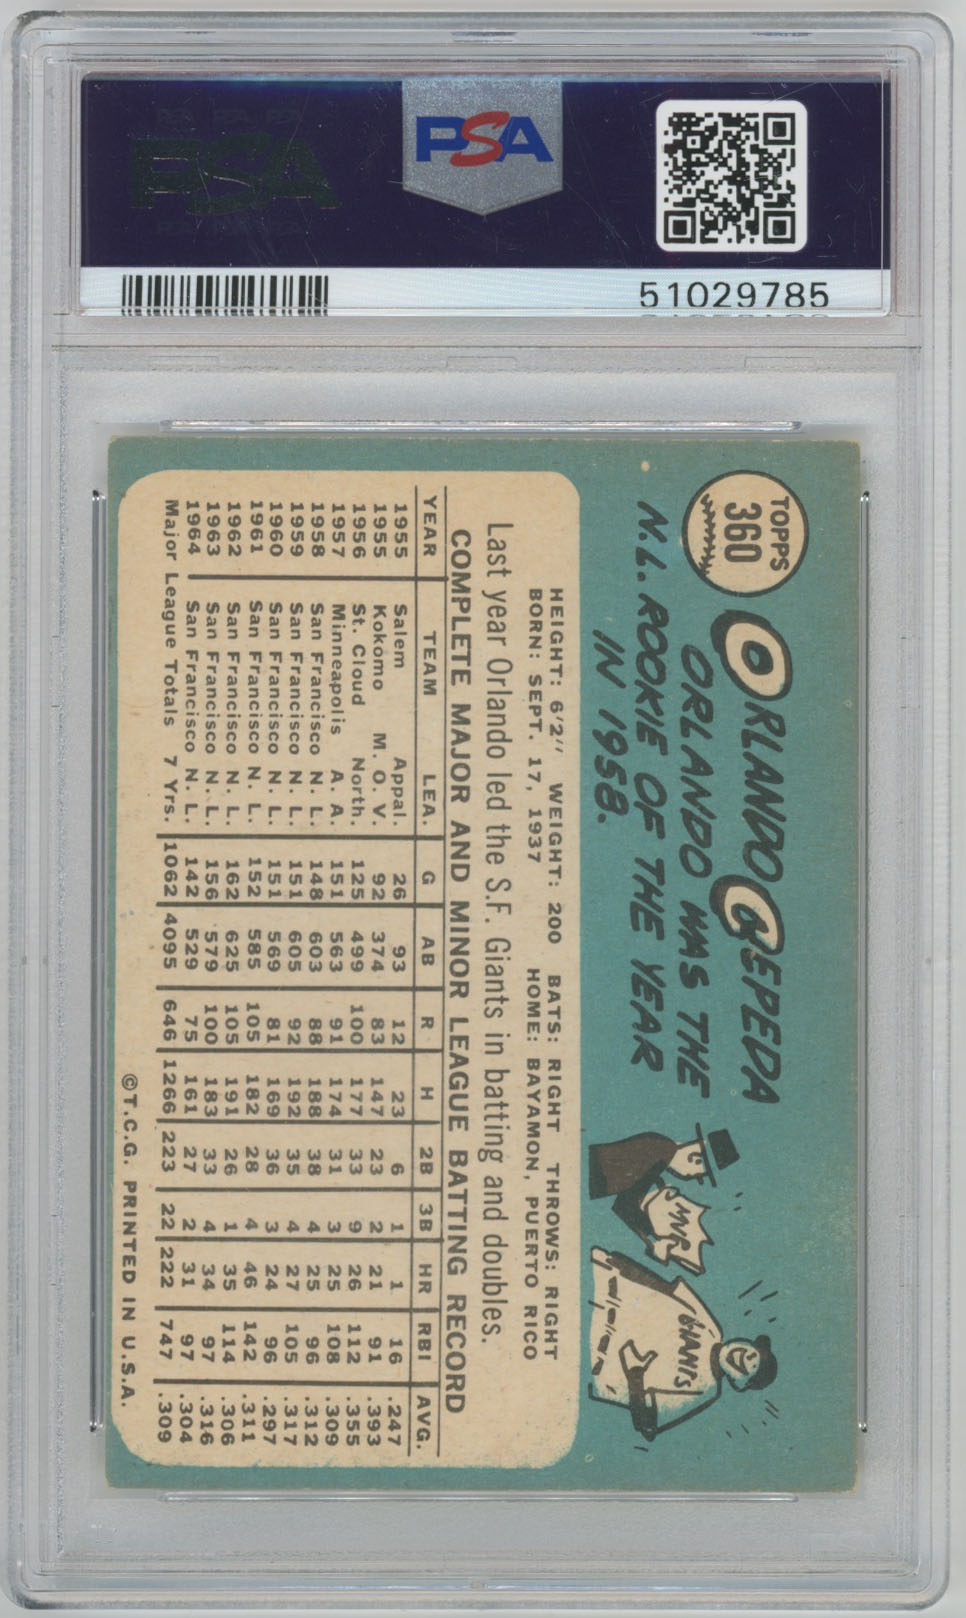 PSA
51029785
TOPPS
360
ORLANDO CEPEDA
ORLANDO WAS THE
N.L. ROOKIE OF THE YEAR
IN 1958.
MVP
GIANTS
HEIGHT: 6'2" WEIGHT: 200 BATS: RIGHT THROWS: RIGHT
BORN: SEPT. 17, 1937 HOME: BAYAMON, PUERTO RICO
Last year Orlando led the S.F. Giants in batting and doubles.
COMPLETE MAJOR AND MINOR LEAGUE BATTING RECORD
YEAR TEAM LEA. G AB R H 2B 3B HR RBI AVG.
1955 Salem Appal. 26 93 12 23 6 1 1 16 .247
1955 Kokomo M. O. V. 92 374 83 147 23 2 21 91 .393
1956 St. Cloud North. 125 499 100 177 33 9 26 112 .355
1957 Minneapolis A. A. 151 563 91 174 31 3 25 108 .309
1958 San Francisco N. L. 148 603 88 188 38 4 25 96 .312
1959 San Francisco N. L. 151 605 92 192 35 4 27 105 .317
1960 San Francisco N. L. 151 569 81 169 36 3 24 96 .297
1961 San Francisco N. L. 152 585 105 182 28 4 46 142 .311
1962 San Francisco N. L. 162 625 105 191 26 1 35 114 .306
1963 San Francisco N. L. 156 579 100 183 33 4 34 97 .316
1964 San Francisco N. L. 142 529 75 161 27 2 31 97 .304
Major League Totals 7 Yrs. 1062 4095 646 1266 223 22 222 747 .309
©T.C.G. PRINTED IN U.S.A.